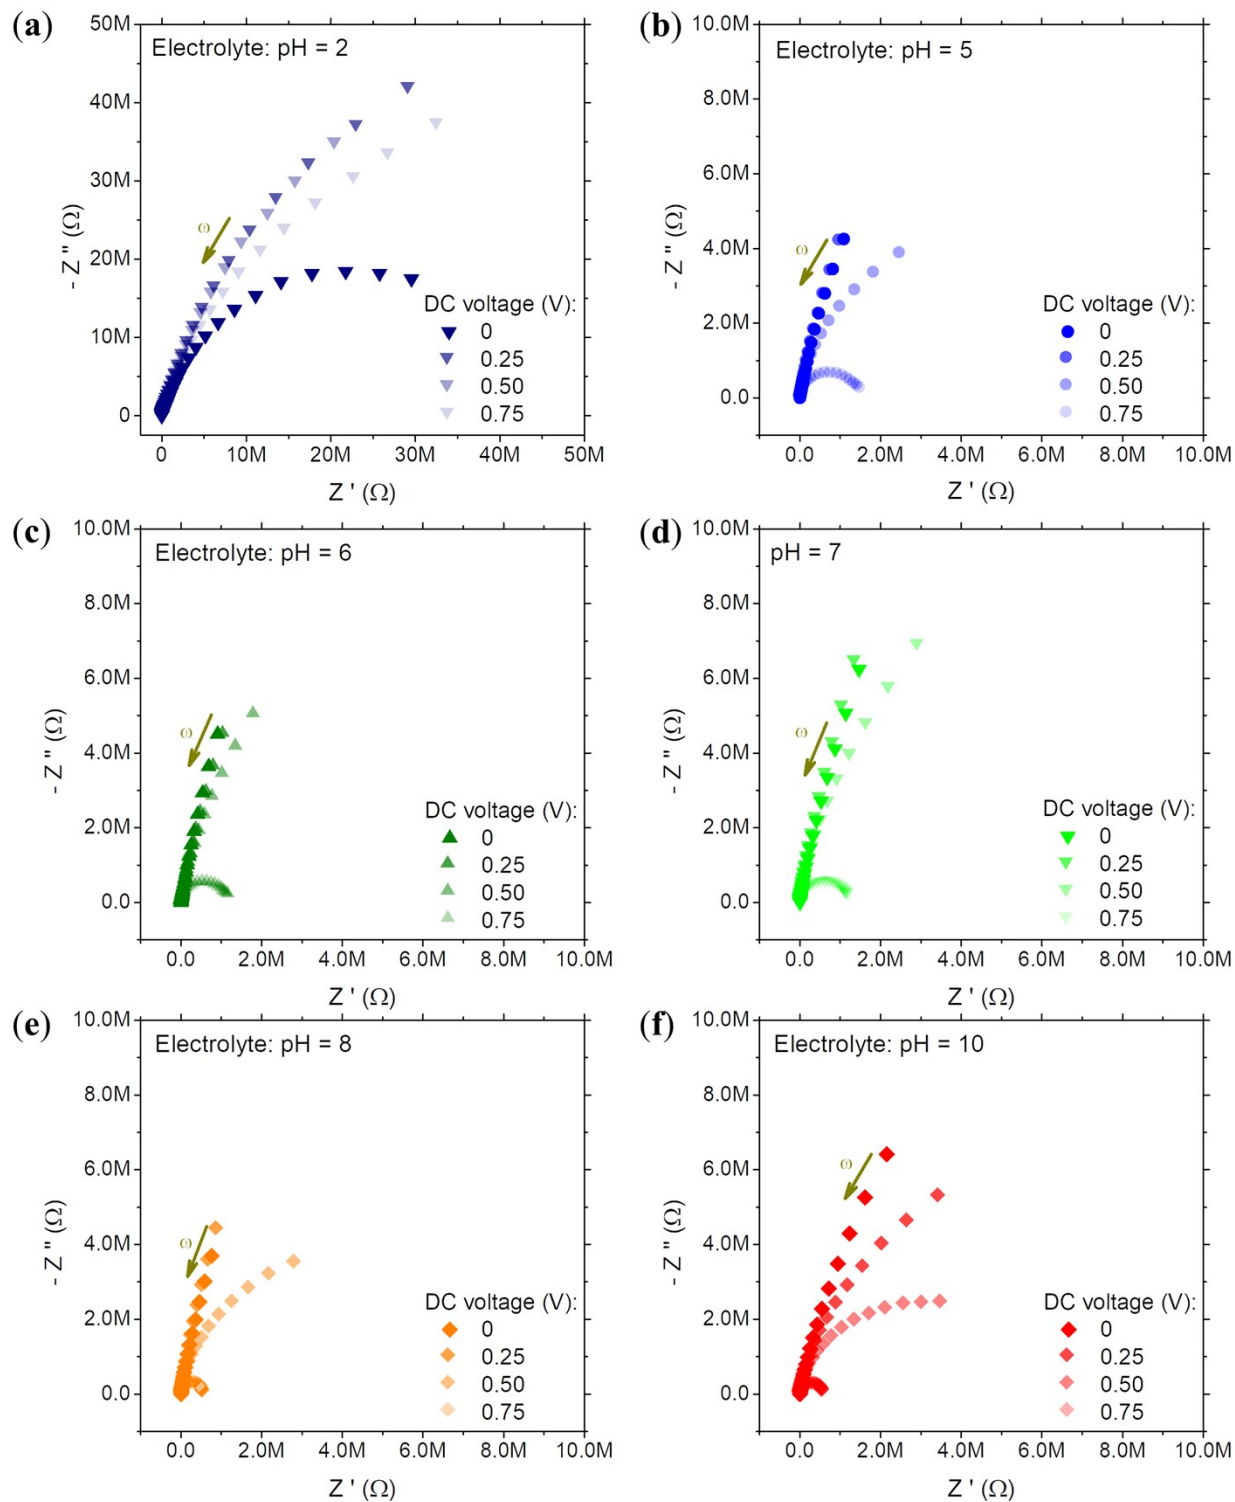 (a)
Electrolyte: pH = 2
50M
40M
30M
20M
10M
0
- Z '' (Ω)
ω
DC voltage (V):
0
0.25
0.50
0.75
0 10M 20M 30M 40M 50M
Z ' (Ω)
(b)
Electrolyte: pH = 5
10.0M
8.0M
6.0M
4.0M
2.0M
0.0
- Z '' (Ω)
ω
DC voltage (V):
0
0.25
0.50
0.75
0.0 2.0M 4.0M 6.0M 8.0M 10.0M
Z ' (Ω)
(c)
Electrolyte: pH = 6
10.0M
8.0M
6.0M
4.0M
2.0M
0.0
- Z '' (Ω)
ω
DC voltage (V):
0
0.25
0.50
0.75
0.0 2.0M 4.0M 6.0M 8.0M 10.0M
Z ' (Ω)
(d)
pH = 7
10.0M
8.0M
6.0M
4.0M
2.0M
0.0
- Z '' (Ω)
ω
DC voltage (V):
0
0.25
0.50
0.75
0.0 2.0M 4.0M 6.0M 8.0M 10.0M
Z ' (Ω)
(e)
Electrolyte: pH = 8
10.0M
8.0M
6.0M
4.0M
2.0M
0.0
- Z '' (Ω)
ω
DC voltage (V):
0
0.25
0.50
0.75
0.0 2.0M 4.0M 6.0M 8.0M 10.0M
Z ' (Ω)
(f)
Electrolyte: pH = 10
10.0M
8.0M
6.0M
4.0M
2.0M
0.0
- Z '' (Ω)
ω
DC voltage (V):
0
0.25
0.50
0.75
0.0 2.0M 4.0M 6.0M 8.0M 10.0M
Z ' (Ω)